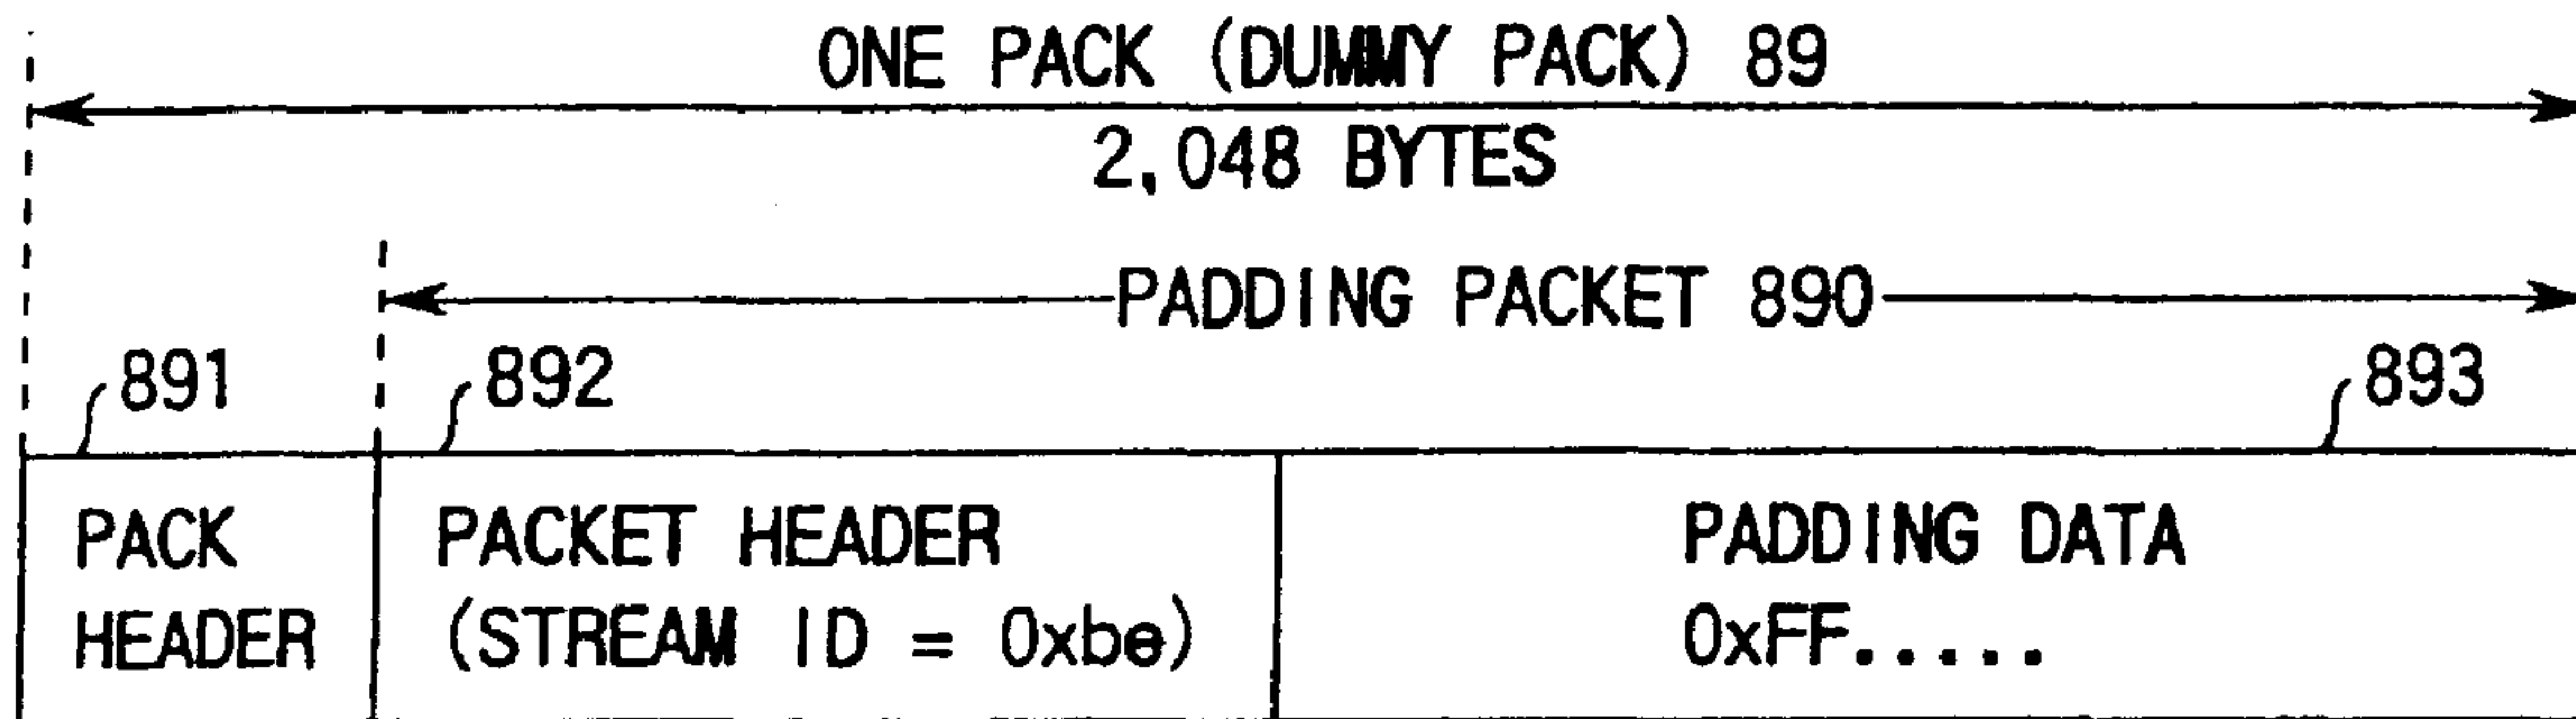 ONE PACK (DUMMY PACK) 89
2,048 BYTES
PADDING PACKET 890
891
892
893
PACK
HEADER
PACKET HEADER
(STREAM ID = 0xbe)
PADDING DATA
0xFF.....